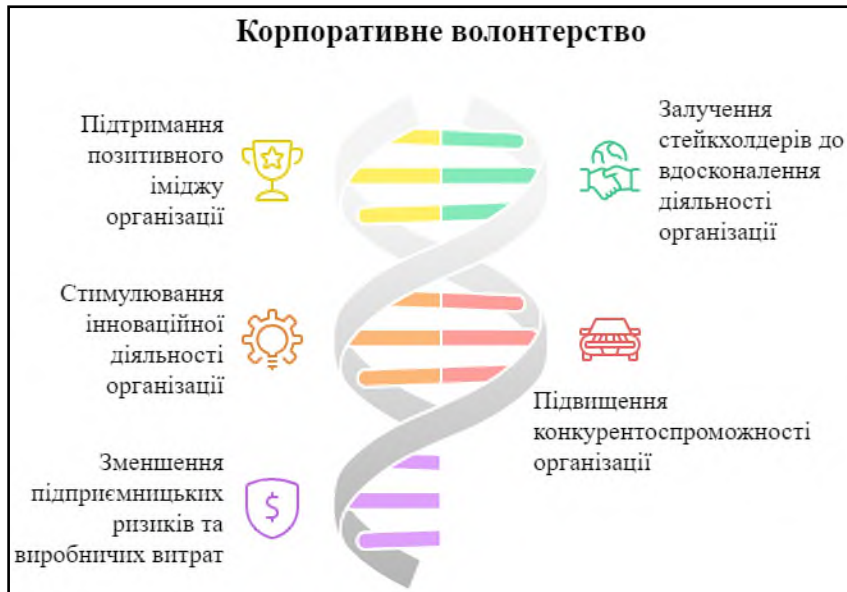 Корпоративне волонтерство
Підтримання
позитивного
іміджу
організації
Залучення
стейкхолдерів до
вдосконалення
діяльності
організації
Стимулювання
інноваційної
діяльності
організації
Підвищення
конкурентоспроможності
організації
Зменшення
підприємницьких
ризиків та
виробничих витрат
$